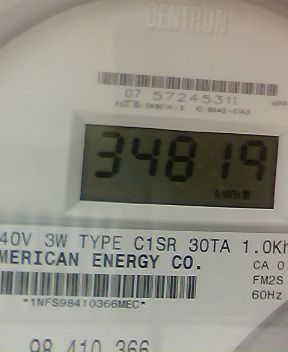 CENTRON
07 57245311
34819
kWh
40V 3W TYPE C1SR 30TA 1.0Kh
MERICAN ENERGY CO.
CA 0
FM2S
60Hz
*1NFS98410366MEC*
98 410 366